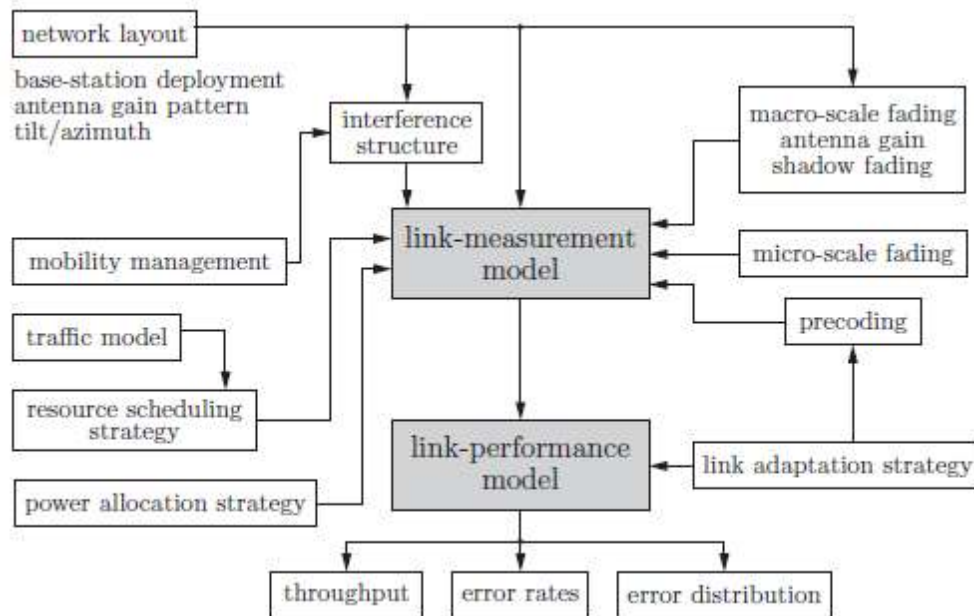 network layout
base-station deployment
antenna gain pattern
tilt/azimuth
interference
structure
macro-scale fading
antenna gain
shadow fading
link-measurement
model
mobility management
micro-scale fading
traffic model
precoding
resource scheduling
strategy
link-performance
model
link adaptation strategy
power allocation strategy
throughput
error rates
error distribution